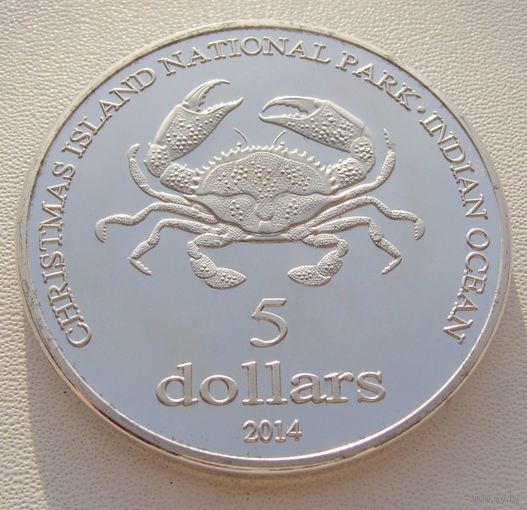 CHRISTMAS ISLAND NATIONAL PARK · INDIAN OCEAN
5
dollars
2014